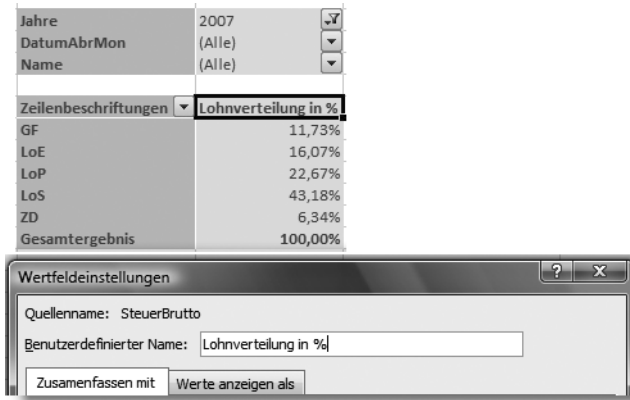 Jahre 2007
DatumAbrMon (Alle)
Name (Alle)
Zeilenbeschriftungen Lohnverteilung in %
GF 11,73%
LoE 16,07%
LoP 22,67%
LoS 43,18%
ZD 6,34%
Gesamtergebnis 100,00%
Wertfeldeinstellungen ? X
Quellenname: SteuerBrutto
Benutzerdefinierter Name: Lohnverteilung in %
Zusamenfassen mit Werte anzeigen als